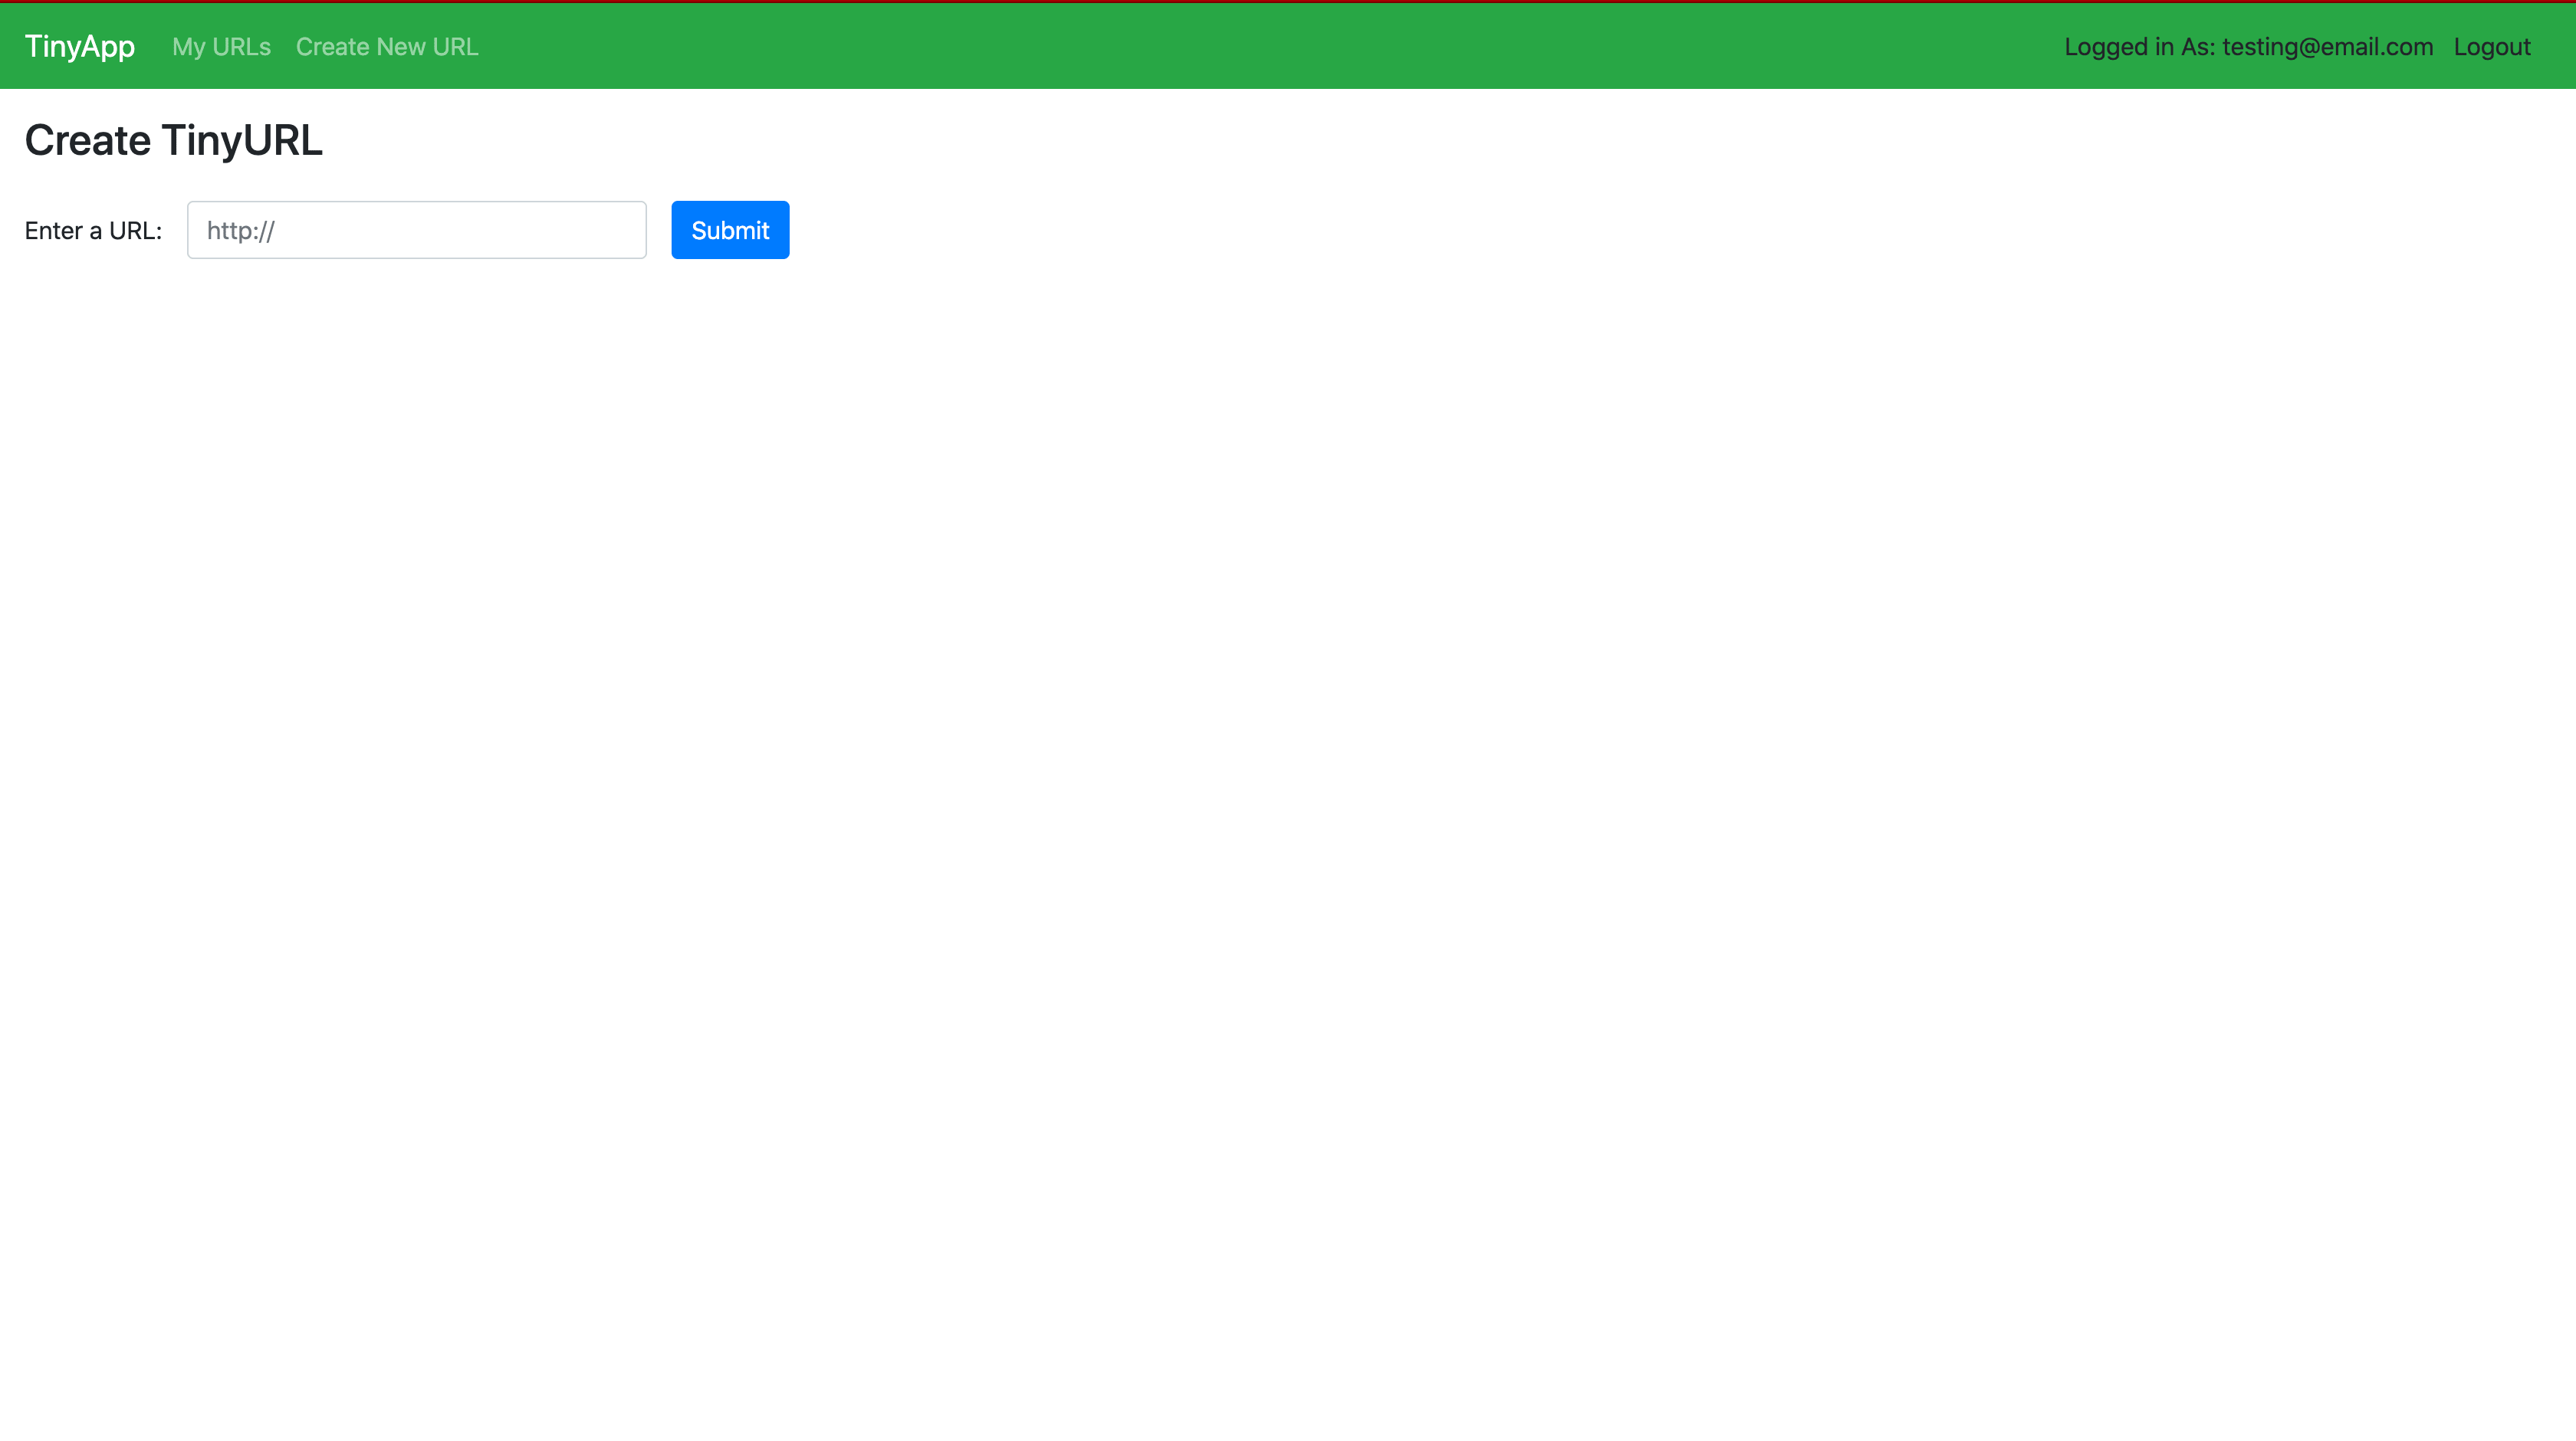 TinyApp My URLs Create New URL Logged in As: testing@email.com Logout
Create TinyURL
Enter a URL: http:// Submit